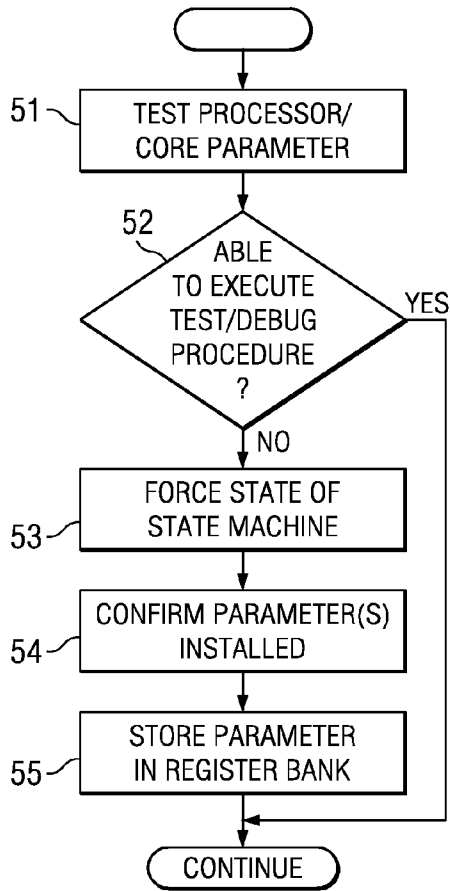 51
TEST PROCESSOR/
CORE PARAMETER
52
ABLE
TO EXECUTE
TEST/DEBUG
PROCEDURE
?
YES
NO
53
FORCE STATE OF
STATE MACHINE
54
CONFIRM PARAMETER(S)
INSTALLED
55
STORE PARAMETER
IN REGISTER BANK
CONTINUE